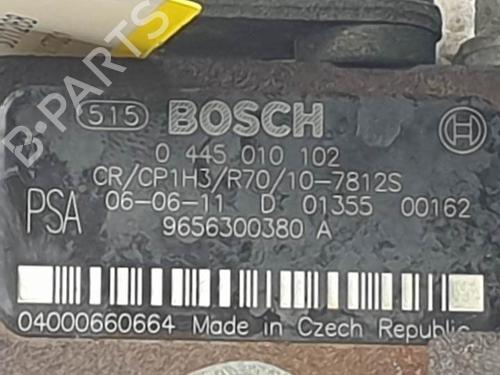 515 BOSCH
0 445 010 102
CR/CP1H3/R70/10-7812S
PSA 06-06-11 D 01355 00162
9656300380 A
04000660664 Made in Czech Republic
B-PARTS